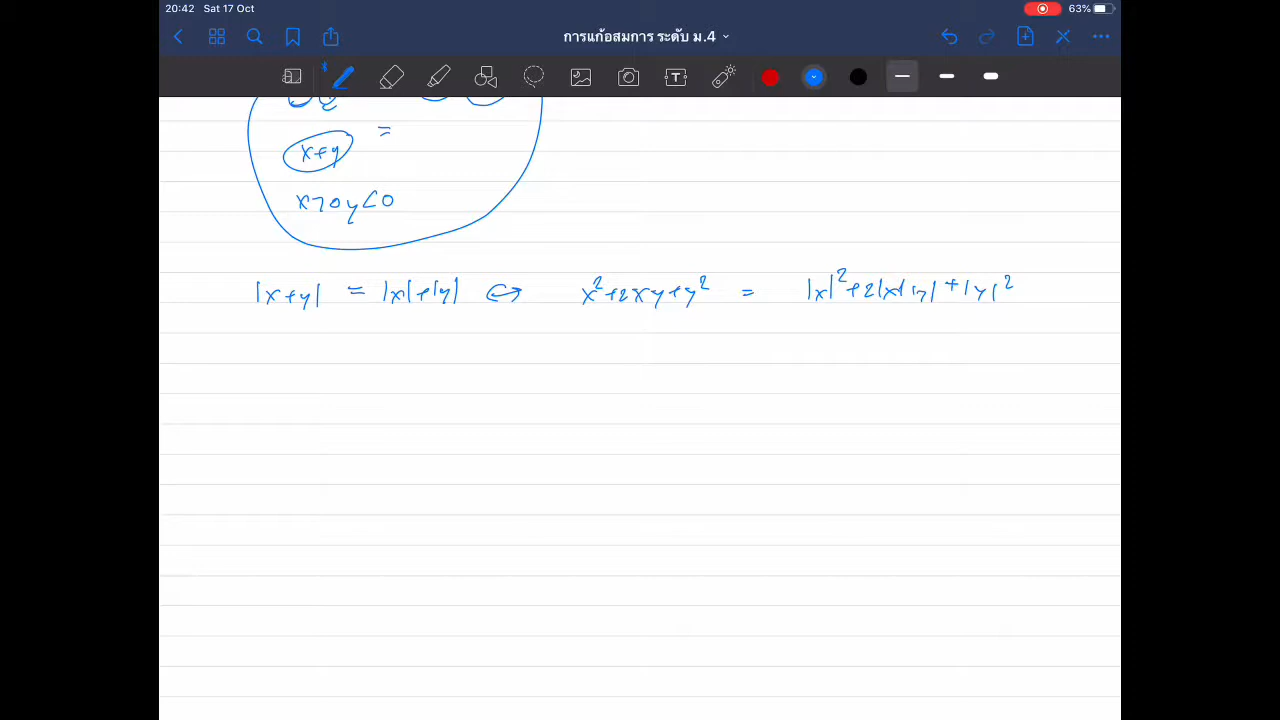 20:42 Sat 17 Oct 63%
การแก้อสมการ ระดับ ม.4
T
=
x+y
x>0 y<0
|x+y| = |x|+|y| ↔ x²+2xy+y² = |x|²+2|x||y|+|y|²